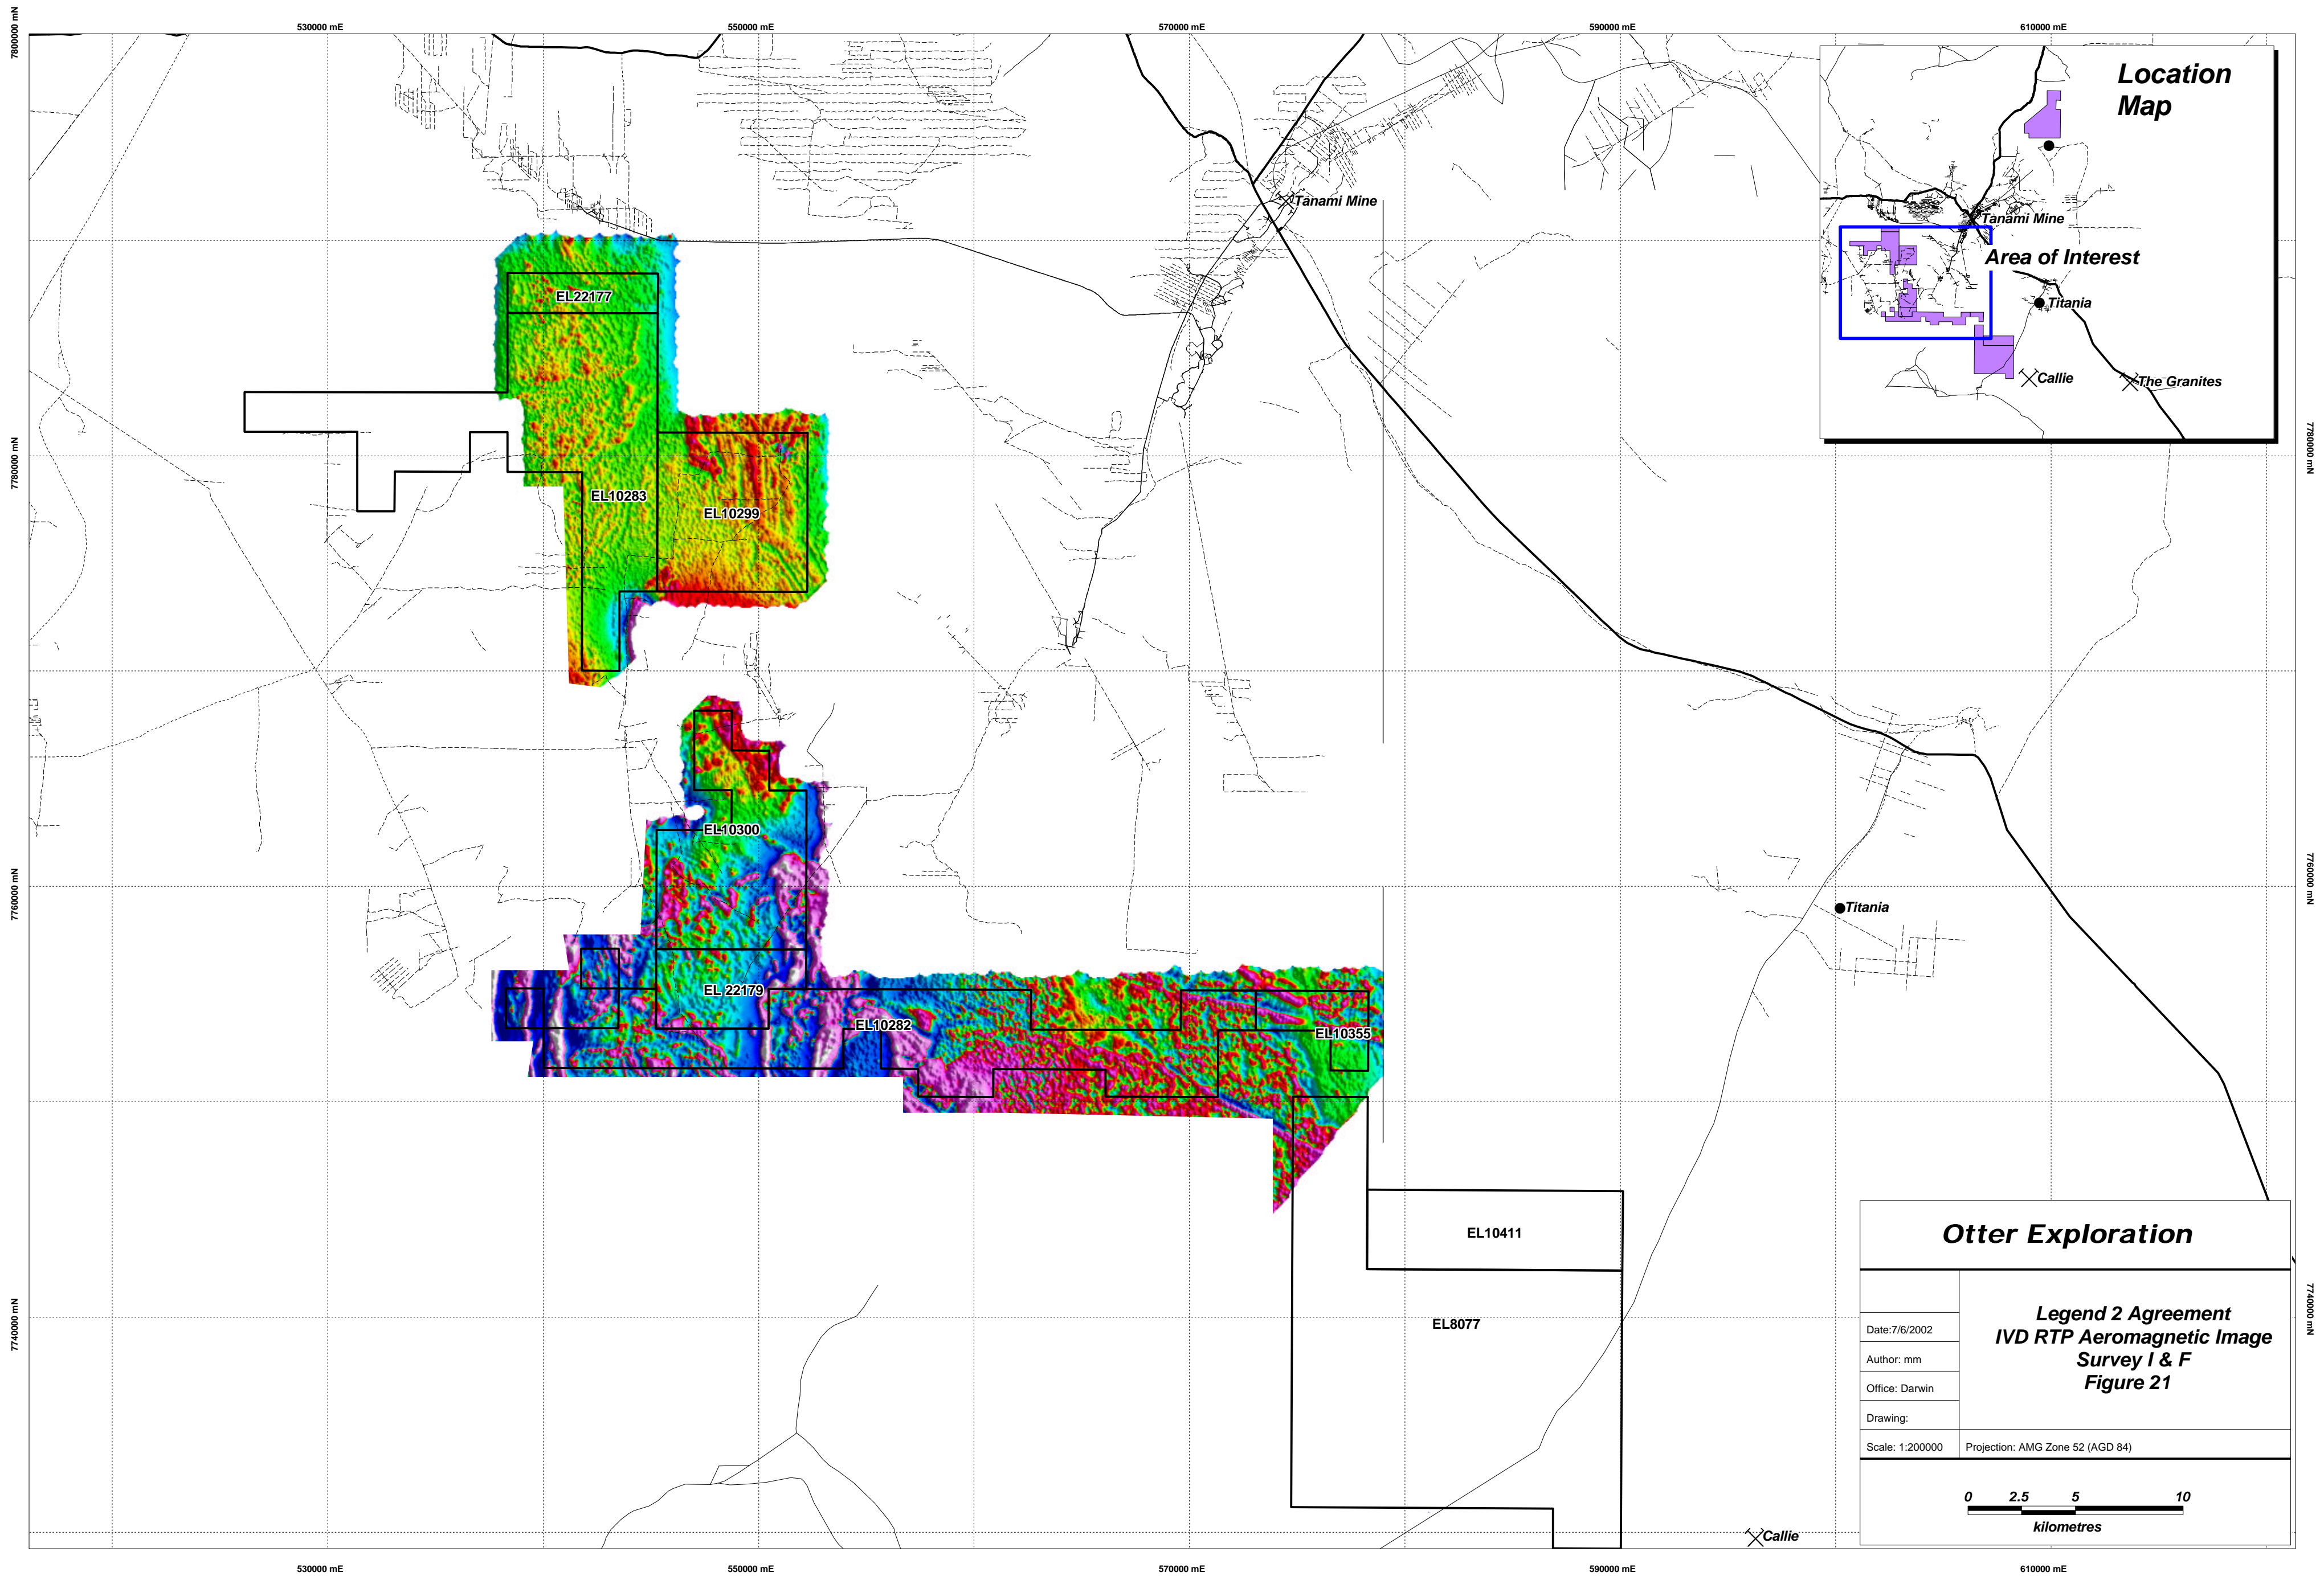 530000 mE
550000 mE
570000 mE
590000 mE
610000 mE
7800000 mN
Location
Map
Tanami Mine
Tanami Mine
Area of Interest
EL22177
Titania
Callie
The Granites
7780000 mN
7780000 mN
EL10283
EL10299
EL10300
7760000 mN
7760000 mN
Titania
EL 22179
EL10282
EL10355
EL10411
EL8077
7740000 mN
7740000 mN
Otter Exploration
Legend 2 Agreement
IVD RTP Aeromagnetic Image
Survey I & F
Figure 21
Date:7/6/2002
Author: mm
Office: Darwin
Drawing:
Scale: 1:200000
Projection: AMG Zone 52 (AGD 84)
0 2.5 5 10
kilometres
Callie
530000 mE
550000 mE
570000 mE
590000 mE
610000 mE